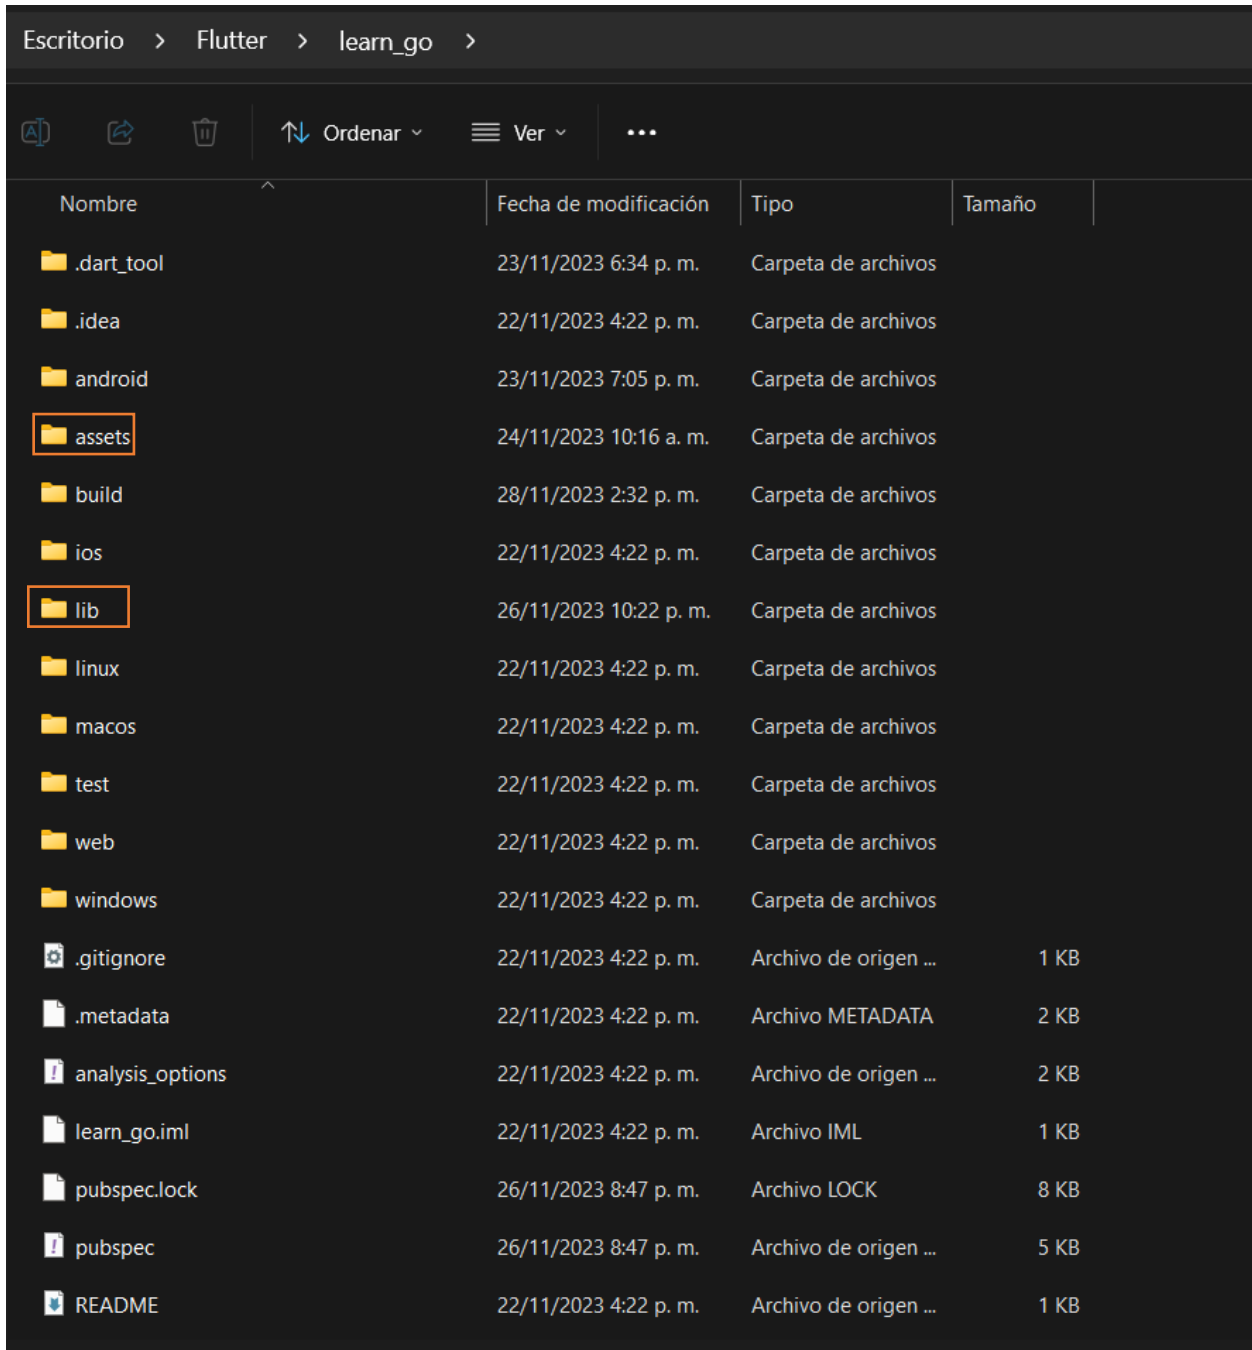 Escritorio > Flutter > learn_go >
Ordenar Ver ...
Nombre Fecha de modificación Tipo Tamaño
.dart_tool 23/11/2023 6:34 p. m. Carpeta de archivos
.idea 22/11/2023 4:22 p. m. Carpeta de archivos
android 23/11/2023 7:05 p. m. Carpeta de archivos
assets 24/11/2023 10:16 a. m. Carpeta de archivos
build 28/11/2023 2:32 p. m. Carpeta de archivos
ios 22/11/2023 4:22 p. m. Carpeta de archivos
lib 26/11/2023 10:22 p. m. Carpeta de archivos
linux 22/11/2023 4:22 p. m. Carpeta de archivos
macos 22/11/2023 4:22 p. m. Carpeta de archivos
test 22/11/2023 4:22 p. m. Carpeta de archivos
web 22/11/2023 4:22 p. m. Carpeta de archivos
windows 22/11/2023 4:22 p. m. Carpeta de archivos
.gitignore 22/11/2023 4:22 p. m. Archivo de origen ... 1 KB
.metadata 22/11/2023 4:22 p. m. Archivo METADATA 2 KB
analysis_options 22/11/2023 4:22 p. m. Archivo de origen ... 2 KB
learn_go.iml 22/11/2023 4:22 p. m. Archivo IML 1 KB
pubspec.lock 26/11/2023 8:47 p. m. Archivo LOCK 8 KB
pubspec 26/11/2023 8:47 p. m. Archivo de origen ... 5 KB
README 22/11/2023 4:22 p. m. Archivo de origen ... 1 KB